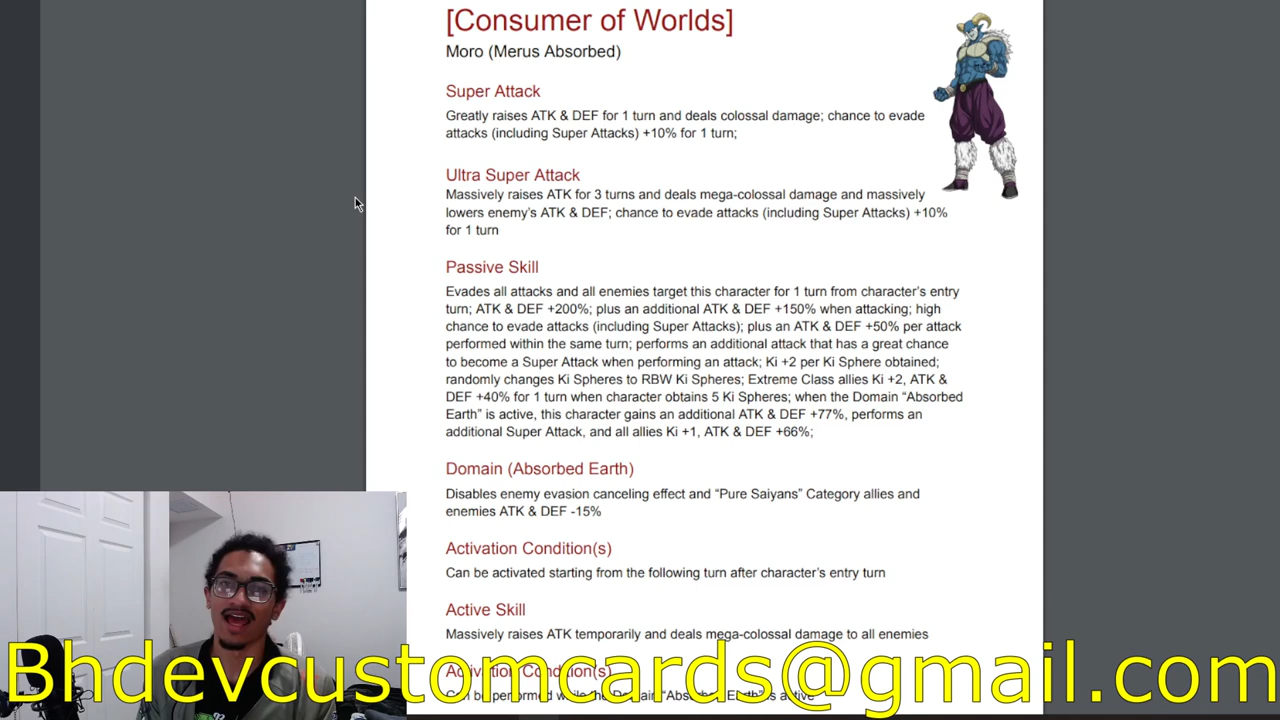 [Consumer of Worlds]
Moro (Merus Absorbed)
Super Attack
Greatly raises ATK & DEF for 1 turn and deals colossal damage; chance to evade
attacks (including Super Attacks) +10% for 1 turn;
Ultra Super Attack
Massively raises ATK for 3 turns and deals mega-colossal damage and massively
lowers enemy's ATK & DEF; chance to evade attacks (including Super Attacks) +10%
for 1 turn
Passive Skill
Evades all attacks and all enemies target this character for 1 turn from character's entry
turn; ATK & DEF +200%; plus an additional ATK & DEF +150% when attacking; high
chance to evade attacks (including Super Attacks); plus an ATK & DEF +50% per attack
performed within the same turn; performs an additional attack that has a great chance
to become a Super Attack when performing an attack; Ki +2 per Ki Sphere obtained;
randomly changes Ki Spheres to RBW Ki Spheres; Extreme Class allies Ki +2, ATK &
DEF +40% for 1 turn when character obtains 5 Ki Spheres; when the Domain “Absorbed
Earth” is active, this character gains an additional ATK & DEF +77%, performs an
additional Super Attack, and all allies Ki +1, ATK & DEF +66%;
Domain (Absorbed Earth)
Disables enemy evasion canceling effect and “Pure Saiyans” Category allies and
enemies ATK & DEF -15%
Activation Condition(s)
Can be activated starting from the following turn after character's entry turn
Active Skill
Massively raises ATK temporarily and deals mega-colossal damage to all enemies
Activation Condition(s)
Can be performed while the Domain “Absorbed Earth” is active
Bhdevcustomcards@gmail.com